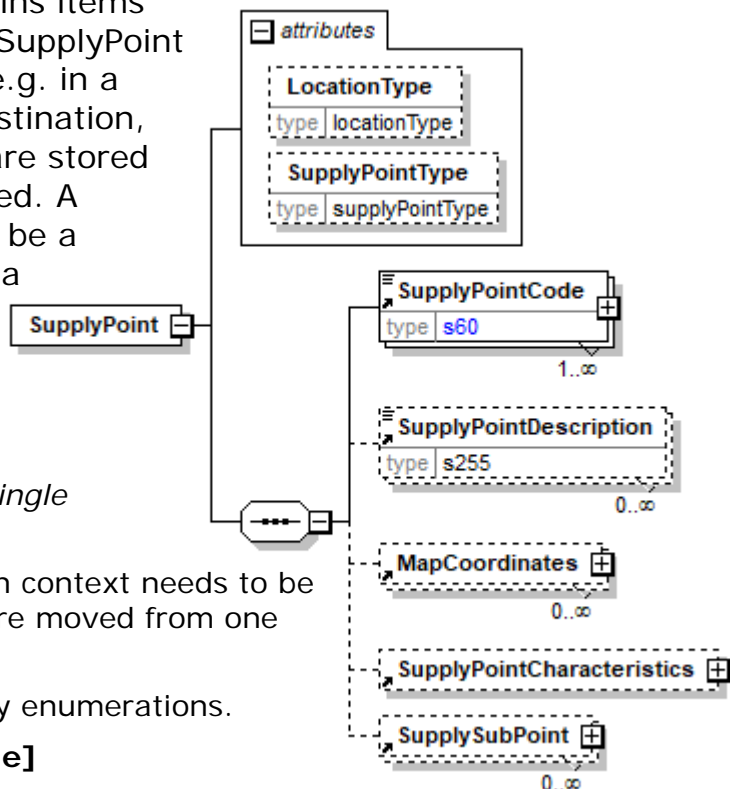 ins items
SupplyPoint
e.g. in a
stination,
are stored
ed. A
be a
a
ingle
n context needs to be
re moved from one
y enumerations.
e]
attributes
LocationType
type locationType
SupplyPointType
type supplyPointType
SupplyPoint
SupplyPointCode
type s60
1..∞
SupplyPointDescription
type s255
0..∞
MapCoordinates
0..∞
SupplyPointCharacteristics
SupplySubPoint
0..∞